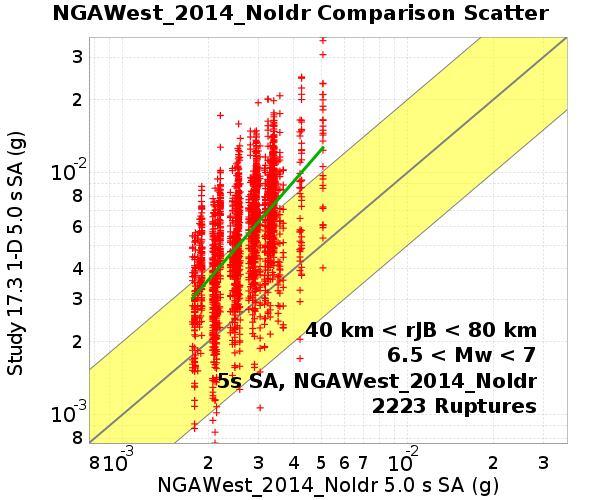 NGAWest_2014_NoIdr Comparison Scatter
Study 17.3 1-D 5.0 s SA (g)
3
2
10-2
8
6
4
3
2
10-3
8
40 km < rJB < 80 km
6.5 < Mw < 7
5s SA, NGAWest_2014_NoIdr
2223 Ruptures
8 10-3 2 3 4 5 6 7 8 10-2 2 3
NGAWest_2014_NoIdr 5.0 s SA (g)